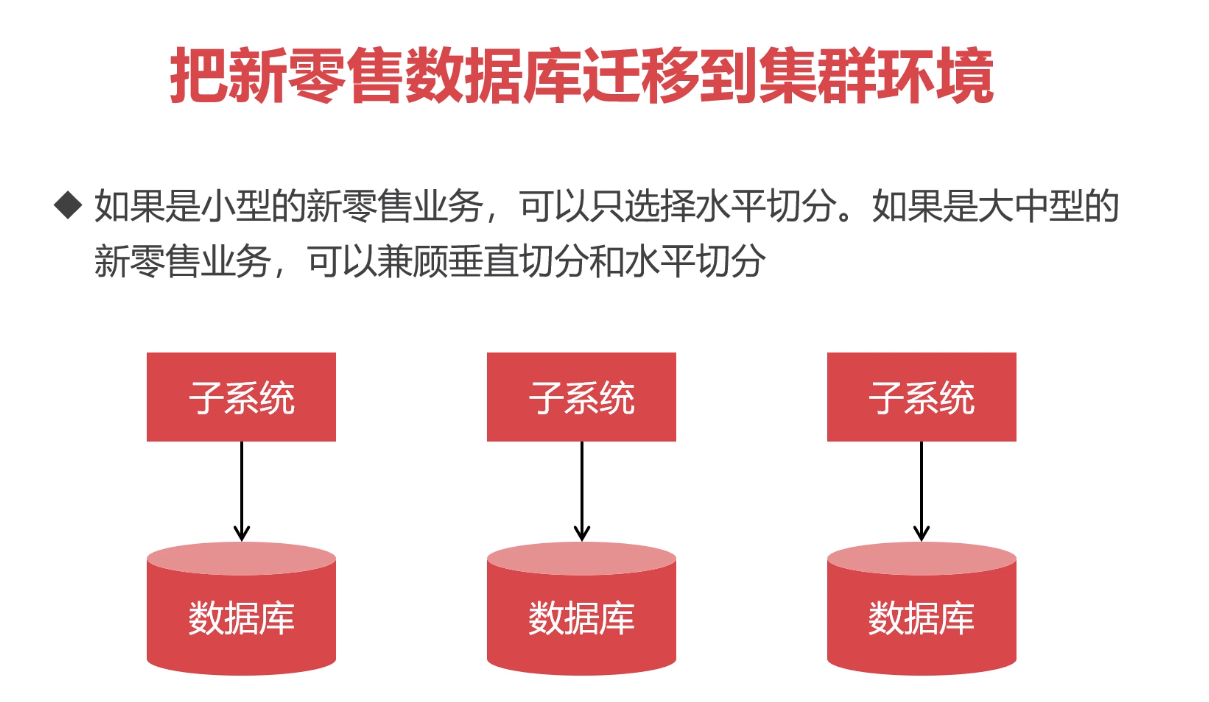 把新零售数据库迁移到集群环境
◆ 如果是小型的新零售业务，可以只选择水平切分。如果是大中型的
新零售业务，可以兼顾垂直切分和水平切分
子系统
子系统
子系统
数据库
数据库
数据库